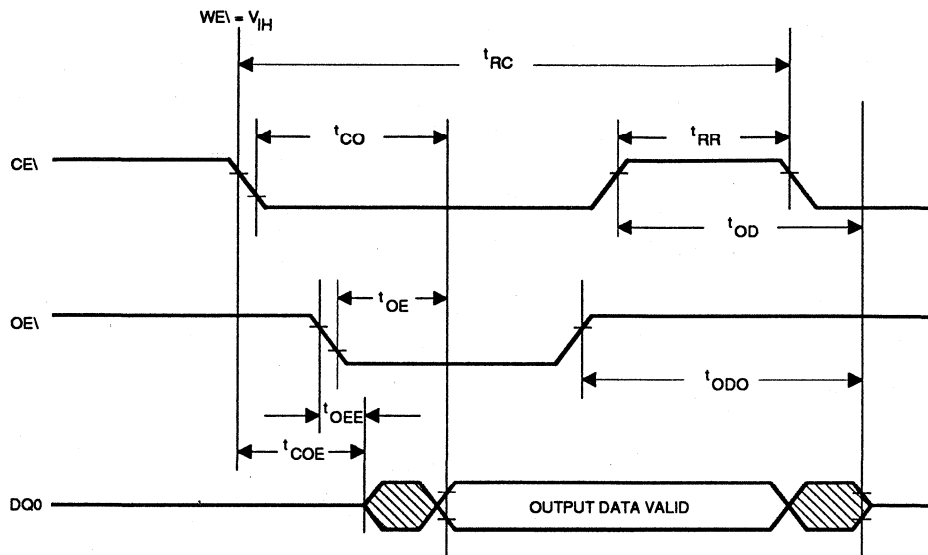 WE\ = VIH
tRC
tCO
tRR
CE\
tOD
tOE
OE\
tODO
tOEE
tCOE
DQ0
OUTPUT DATA VALID